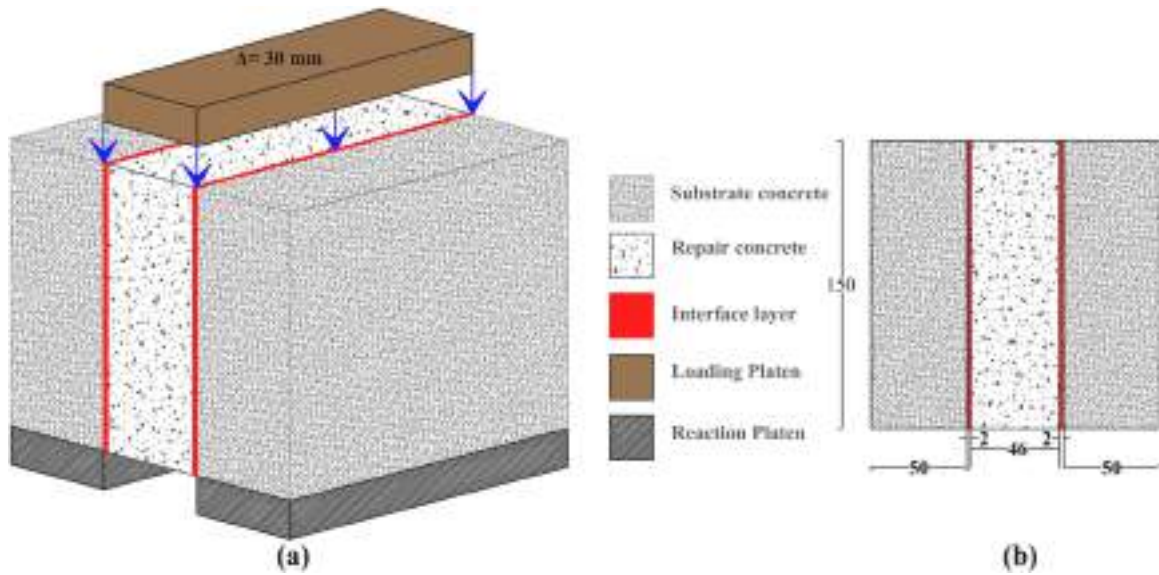 Δ= 30 mm
Substrate concrete
Repair concrete
Interface layer
Loading Platen
Reaction Platen
(a)
150
2
2
46
50
50
(b)